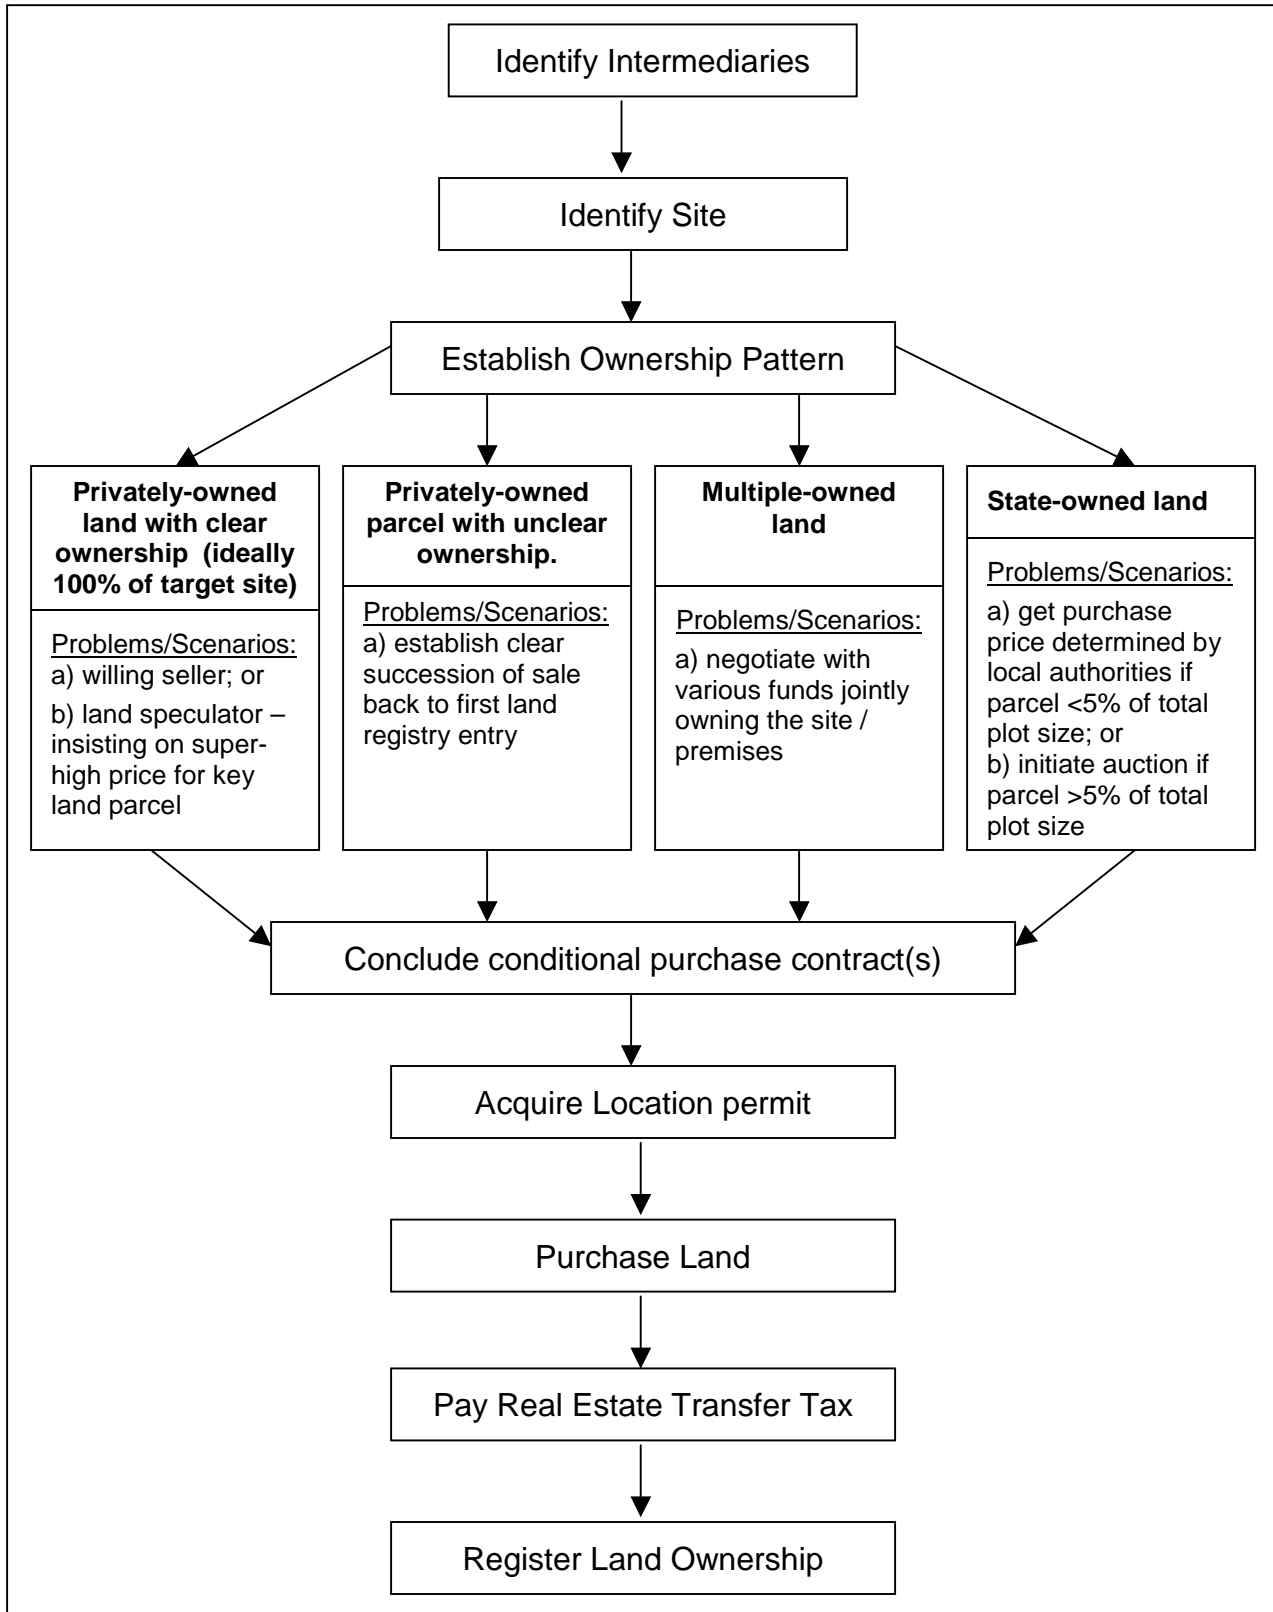 Identify Intermediaries
Identify Site
Establish Ownership Pattern
Privately-owned
land with clear
ownership (ideally
100% of target site)
Problems/Scenarios:
a) willing seller; or
b) land speculator –
insisting on super-
high price for key
land parcel
Privately-owned
parcel with unclear
ownership.
Problems/Scenarios:
a) establish clear
succession of sale
back to first land
registry entry
Multiple-owned
land
Problems/Scenarios:
a) negotiate with
various funds jointly
owning the site /
premises
State-owned land
Problems/Scenarios:
a) get purchase
price determined by
local authorities if
parcel <5% of total
plot size; or
b) initiate auction if
parcel >5% of total
plot size
Conclude conditional purchase contract(s)
Acquire Location permit
Purchase Land
Pay Real Estate Transfer Tax
Register Land Ownership